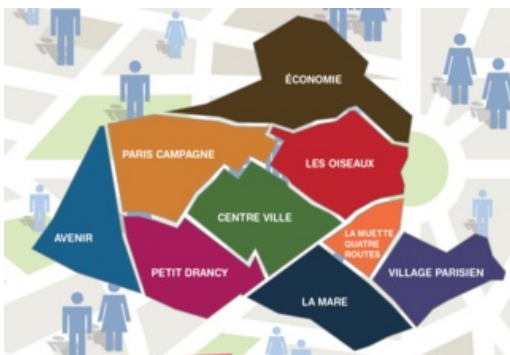 ÉCONOMIE
PARIS CAMPAGNE
LES OISEAUX
CENTRE VILLE
AVENIR
LA MUETTE
QUATRE
ROUTES
PETIT DRANCY
VILLAGE PARISIEN
LA MARE